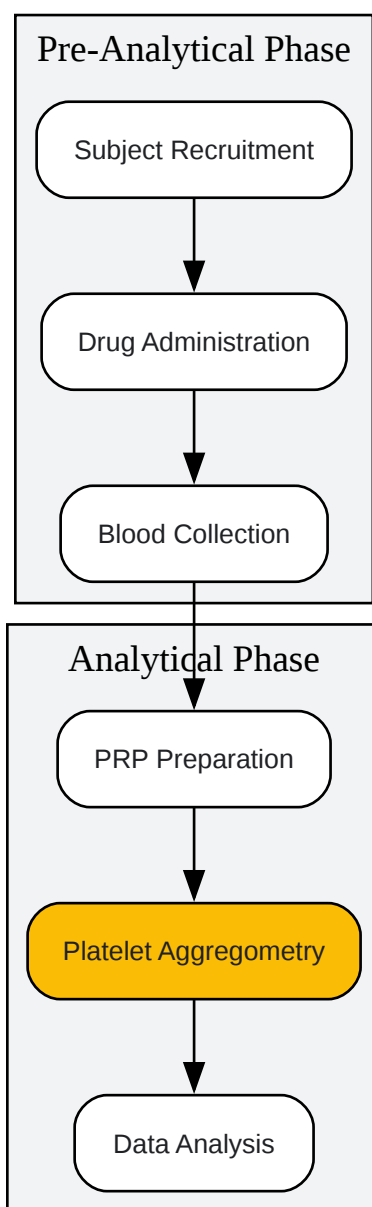 Pre-Analytical Phase
Subject Recruitment
Drug Administration
Blood Collection
Analytical Phase
PRP Preparation
Platelet Aggregometry
Data Analysis